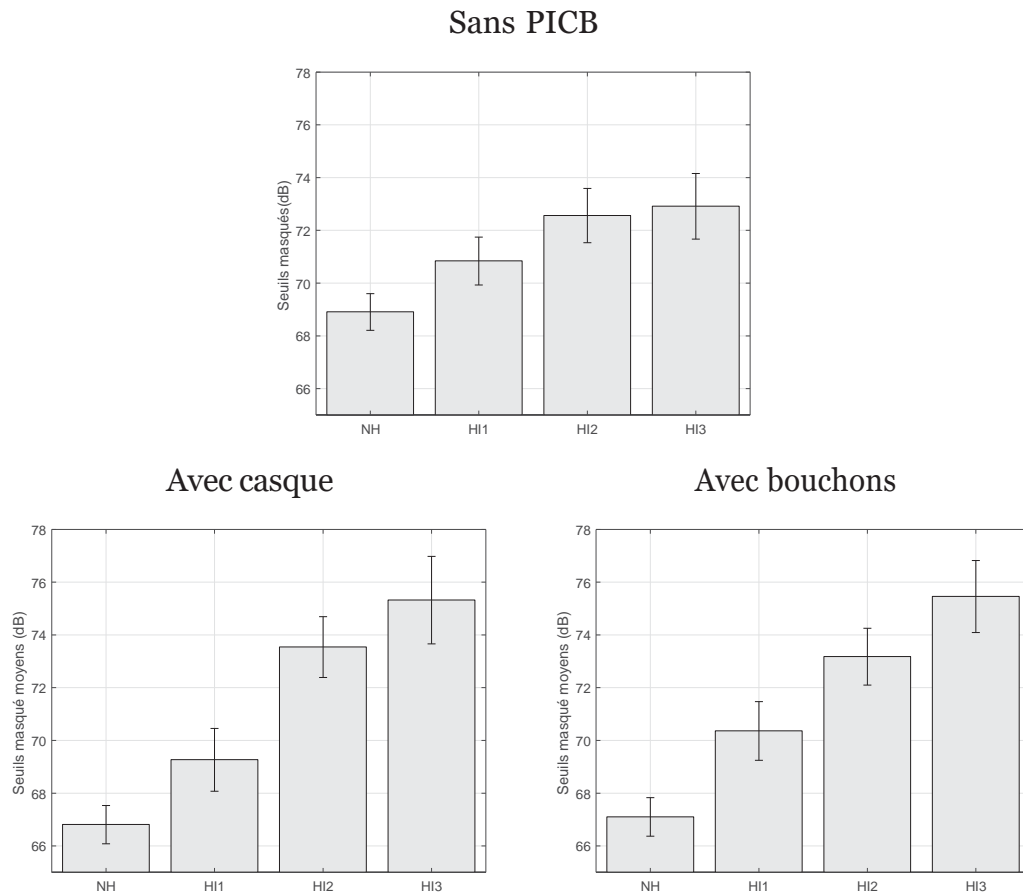 Sans PICB
78
76
74
72
70
68
66
Seuils masqués(dB)
NH HI1 HI2 HI3
Avec casque
78
76
74
72
70
68
66
Seuils masqué moyens (dB)
NH HI1 HI2 HI3
Avec bouchons
78
76
74
72
70
68
66
Seuils masqué moyens (dB)
NH HI1 HI2 HI3